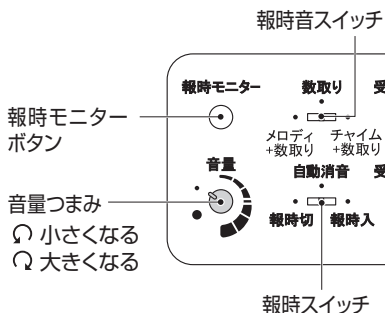 報時音スイッチ
報時モニター
数取り
受
報時モニター
ボタン
メロディ
+数取り
チャイム
+数取り
音量
自動消音
受
音量つまみ
小さくなる
大きくなる
報時切
報時入
報時スイッチ